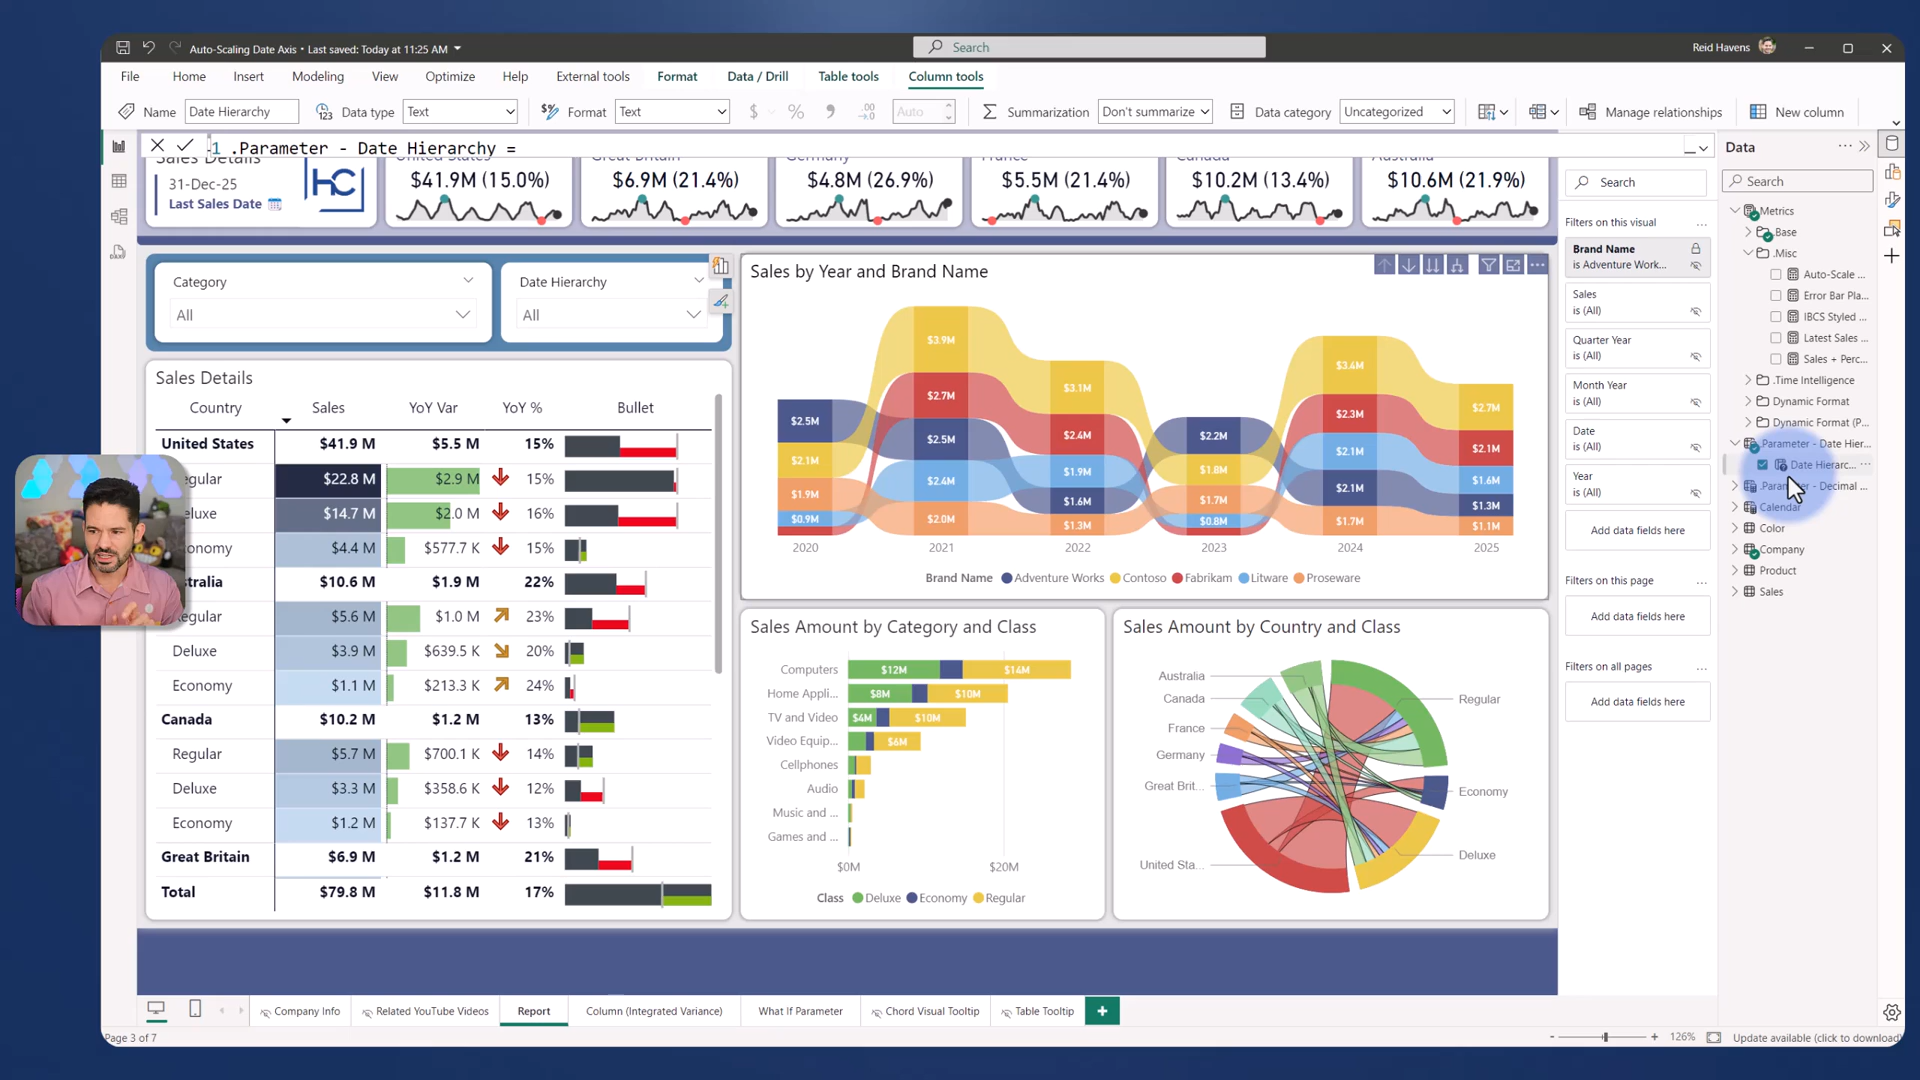 Auto-Scaling Date Axis • Last saved: Today at 11:25 AM
Search
Reid Havens
File
Home
Insert
Modeling
View
Optimize
Help
External tools
Format
Data / Drill
Table tools
Column tools
Name
Date Hierarchy
Data type
Text
Format
Text
$
%
Auto
Summarization
Don't summarize
Data category
Uncategorized
Manage relationships
New column
1 .Parameter - Date Hierarchy =
Sales Details
31-Dec-25
Last Sales Date
HC
United States
$41.9M (15.0%)
Great Britain
$6.9M (21.4%)
Germany
$4.8M (26.9%)
France
$5.5M (21.4%)
Canada
$10.2M (13.4%)
Australia
$10.6M (21.9%)
Category
All
Date Hierarchy
All
Sales Details
Country Sales YoY Var YoY % Bullet
United States $41.9 M $5.5 M 15%
egular $22.8 M $2.9 M 15%
eluxe $14.7 M $2.0 M 16%
onomy $4.4 M $577.7 K 15%
tralia $10.6 M $1.9 M 22%
egular $5.6 M $1.0 M 23%
Deluxe $3.9 M $639.5 K 20%
Economy $1.1 M $213.3 K 24%
Canada $10.2 M $1.2 M 13%
Regular $5.7 M $700.1 K 14%
Deluxe $3.3 M $358.6 K 12%
Economy $1.2 M $137.7 K 13%
Great Britain $6.9 M $1.2 M 21%
Total $79.8 M $11.8 M 17%
Sales by Year and Brand Name
$2.5M
$2.1M
$1.9M
$0.9M
$3.9M
$2.7M
$2.5M
$2.4M
$2.0M
$3.1M
$2.4M
$1.9M
$1.6M
$1.3M
$2.2M
$1.8M
$1.7M
$0.8M
$3.4M
$2.3M
$2.1M
$2.1M
$1.7M
$2.7M
$2.1M
$1.6M
$1.3M
$1.1M
2020 2021 2022 2023 2024 2025
Brand Name Adventure Works Contoso Fabrikam Litware Proseware
Sales Amount by Category and Class
Computers $12M $14M
Home Appli... $8M $10M
TV and Video $4M $10M
Video Equip... $6M
Cellphones
Audio
Music and ...
Games and ...
$0M $20M
Class Deluxe Economy Regular
Sales Amount by Country and Class
Australia
Canada
France
Germany
Great Brit...
United Sta...
Regular
Economy
Deluxe
Search
Filters on this visual
...
Brand Name
is Adventure Work...
Sales
is (All)
Quarter Year
is (All)
Month Year
is (All)
Date
is (All)
Year
is (All)
Add data fields here
Filters on this page
...
Add data fields here
Filters on all pages
...
Add data fields here
Data
...
Search
Metrics
.Base
.Misc
Auto-Scale ...
Error Bar Pla...
IBCS Styled ...
Latest Sales ...
Sales + Perc...
.Time Intelligence
Dynamic Format
Dynamic Format (P...
.Parameter - Date Hier...
Date Hierarc...
...
.Parameter - Decimal ...
Calendar
Color
Company
Product
Sales
Company Info
Related YouTube Videos
Report
Column (Integrated Variance)
What If Parameter
Chord Visual Tooltip
Table Tooltip
+
Page 3 of 7
- + 126%
Update available (click to download)